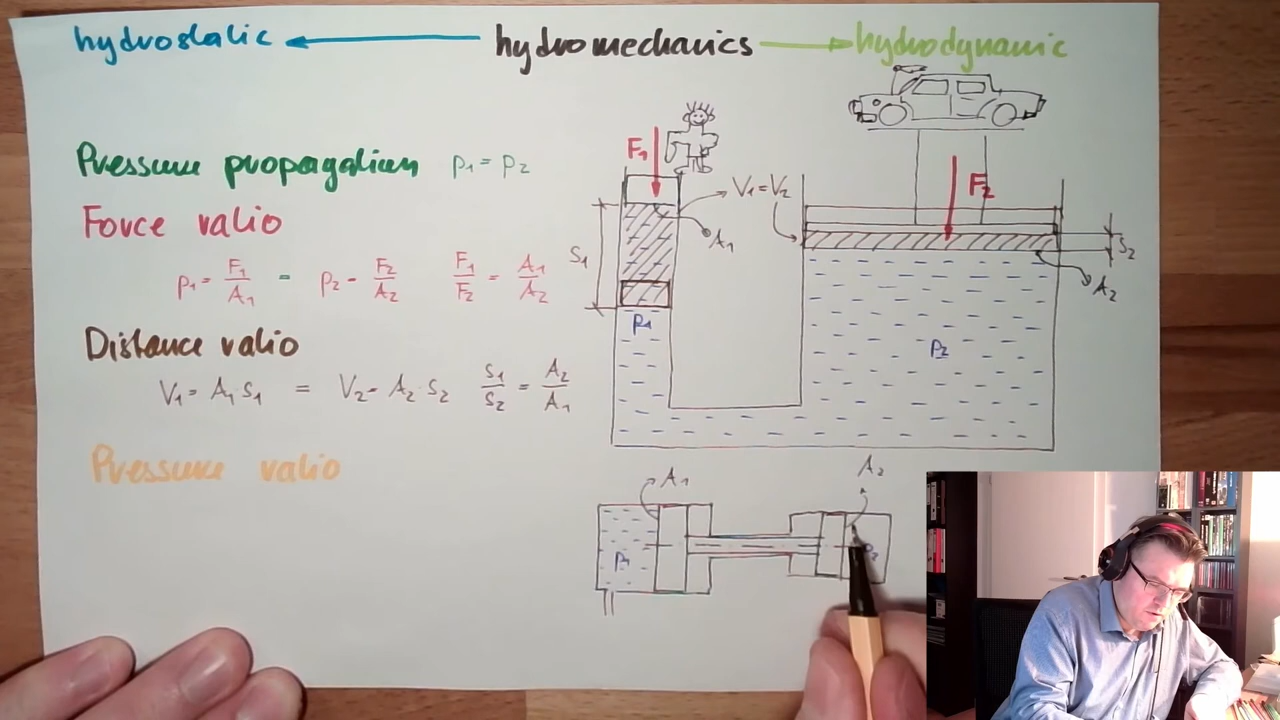 hydrostatic ← hydromechanics → hydrodynamic
Pressure propagation p₁ = p₂
Force ratio
p₁ = F₁/A₁ = p₂ = F₂/A₂ F₁/F₂ = A₁/A₂
Distance ratio
V₁ = A₁ s₁ = V₂ = A₂ · s₂ s₁/s₂ = A₂/A₁
Pressure ratio
F₁
V₁ = V₂
A₁
s₁
p₁
F₂
s₂
A₂
p₂
A₁
A₂
p₁
p₂